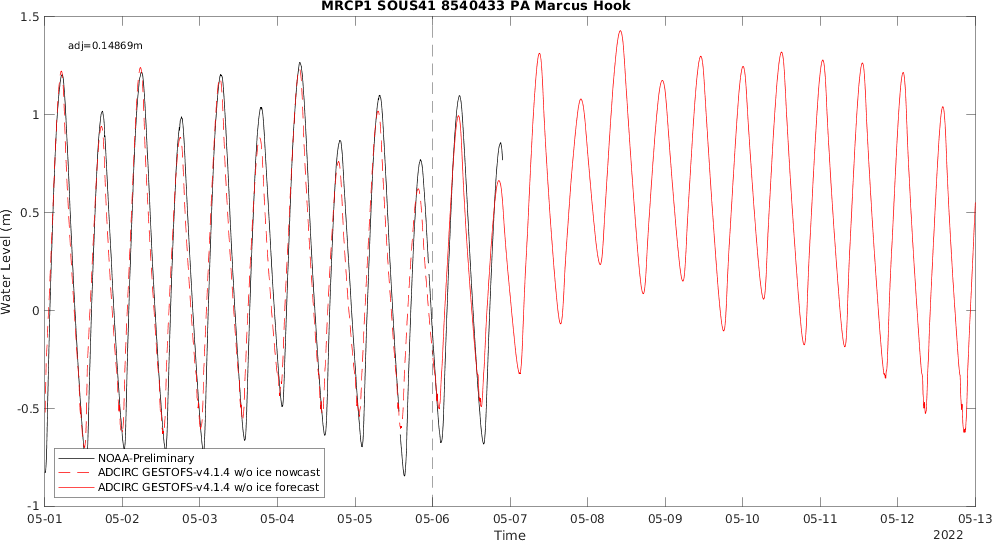 MRCP1 SOUS41 8540433 PA Marcus Hook
1.5
adj=0.14869m
1
0.5
Water Level (m)
0
-0.5
NOAA-Preliminary
ADCIRC GESTOFS-v4.1.4 w/o ice nowcast
ADCIRC GESTOFS-v4.1.4 w/o ice forecast
-1
05-01 05-02 05-03 05-04 05-05 05-06 05-07 05-08 05-09 05-10 05-11 05-12 05-13
Time
2022